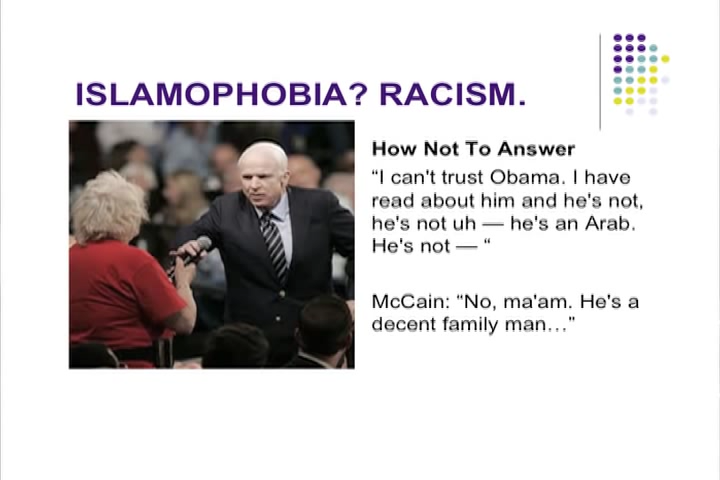 ISLAMOPHOBIA? RACISM.
How Not To Answer
“I can't trust Obama. I have
read about him and he's not,
he's not uh — he's an Arab.
He's not — “
McCain: “No, ma'am. He's a
decent family man…”